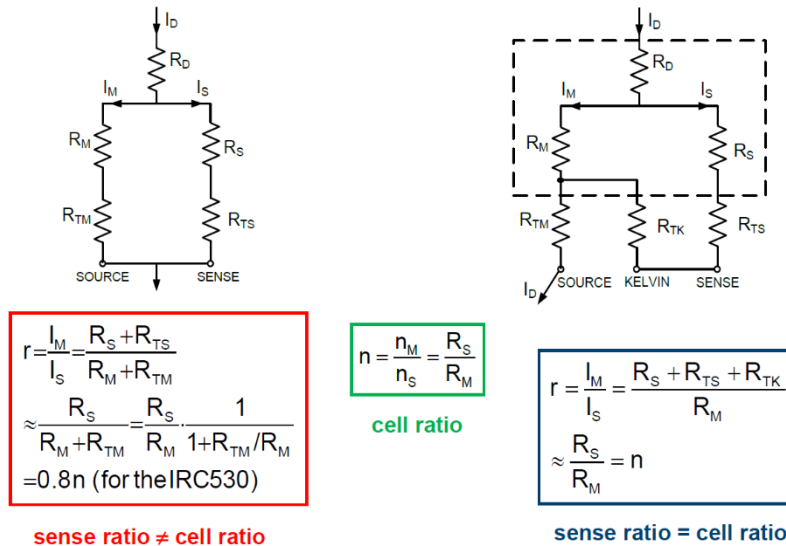 I_D
R_D
I_M I_S
R_M R_S
R_TM R_TS
SOURCE SENSE
I_D
R_D
I_M I_S
R_M R_S
R_TM R_TK R_TS
I_D SOURCE KELVIN SENSE
r = I_M/I_S = (R_S + R_TS)/(R_M + R_TM)
≈ R_S/(R_M + R_TM) = R_S/R_M · 1/(1 + R_TM/R_M)
= 0.8n (for the IRC530)
sense ratio ≠ cell ratio
n = n_M/n_S = R_S/R_M
cell ratio
r = I_M/I_S = (R_S + R_TS + R_TK)/R_M
≈ R_S/R_M = n
sense ratio = cell ratio